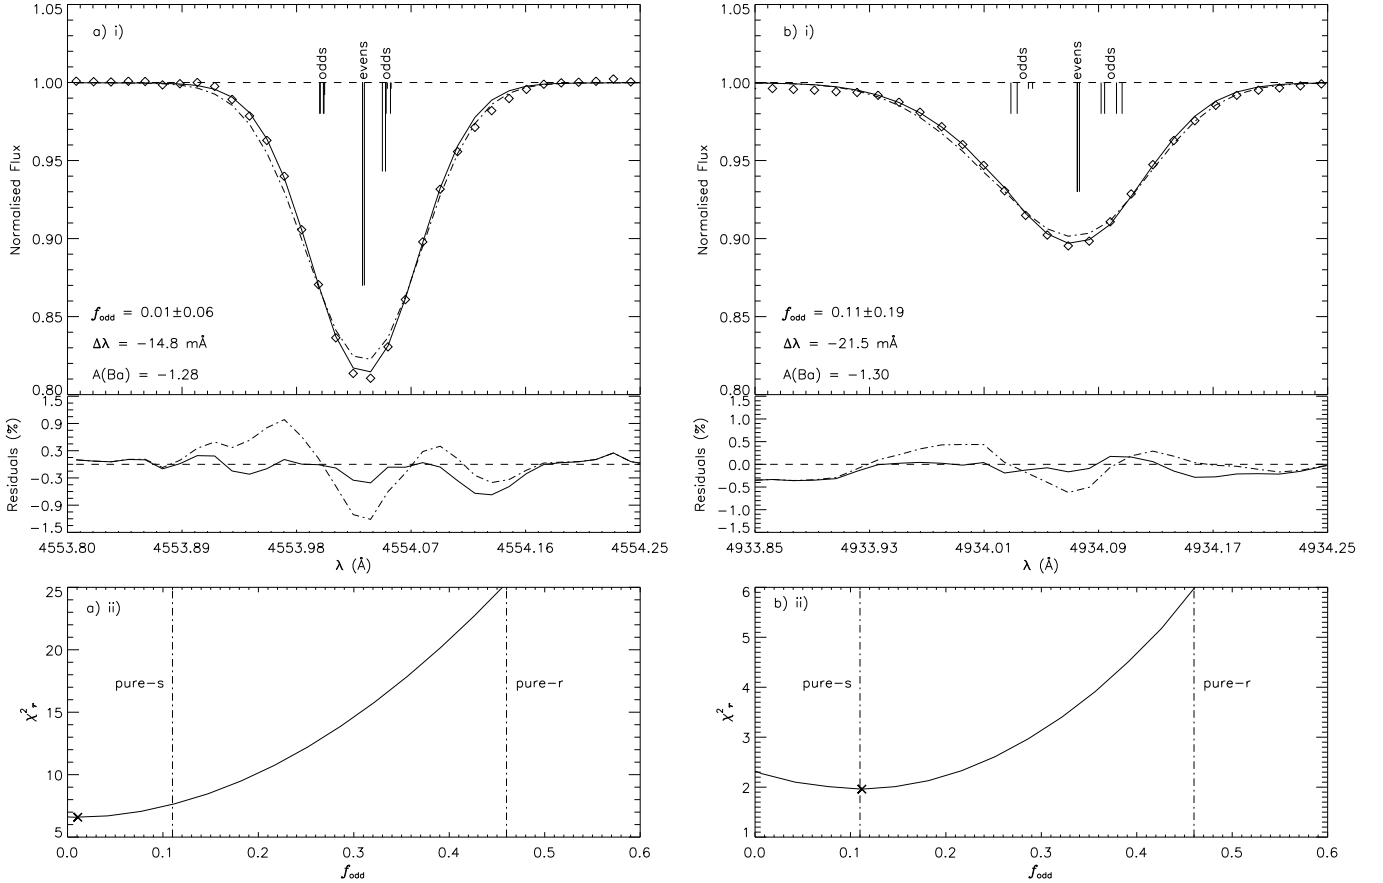 a) i)
odds
evens
odds
1.05
1.00
0.95
0.90
0.85
0.80
Normalised Flux
fodd = 0.01±0.06
Δλ = −14.8 mÅ
A(Ba) = −1.28
1.5
0.9
0.3
−0.3
−0.9
−1.5
Residuals (%)
4553.80
4553.89
4553.98
4554.07
4554.16
4554.25
λ (Å)
b) i)
odds
evens
odds
1.05
1.00
0.95
0.90
0.85
0.80
Normalised Flux
fodd = 0.11±0.19
Δλ = −21.5 mÅ
A(Ba) = −1.30
1.5
1.0
0.5
0.0
−0.5
−1.0
−1.5
Residuals (%)
4933.85
4933.93
4934.01
4934.09
4934.17
4934.25
λ (Å)
a) ii)
25
20
15
10
5
χ²r
pure−s
pure−r
0.0
0.1
0.2
0.3
0.4
0.5
0.6
fodd
b) ii)
6
5
4
3
2
1
χ²r
pure−s
pure−r
0.0
0.1
0.2
0.3
0.4
0.5
0.6
fodd